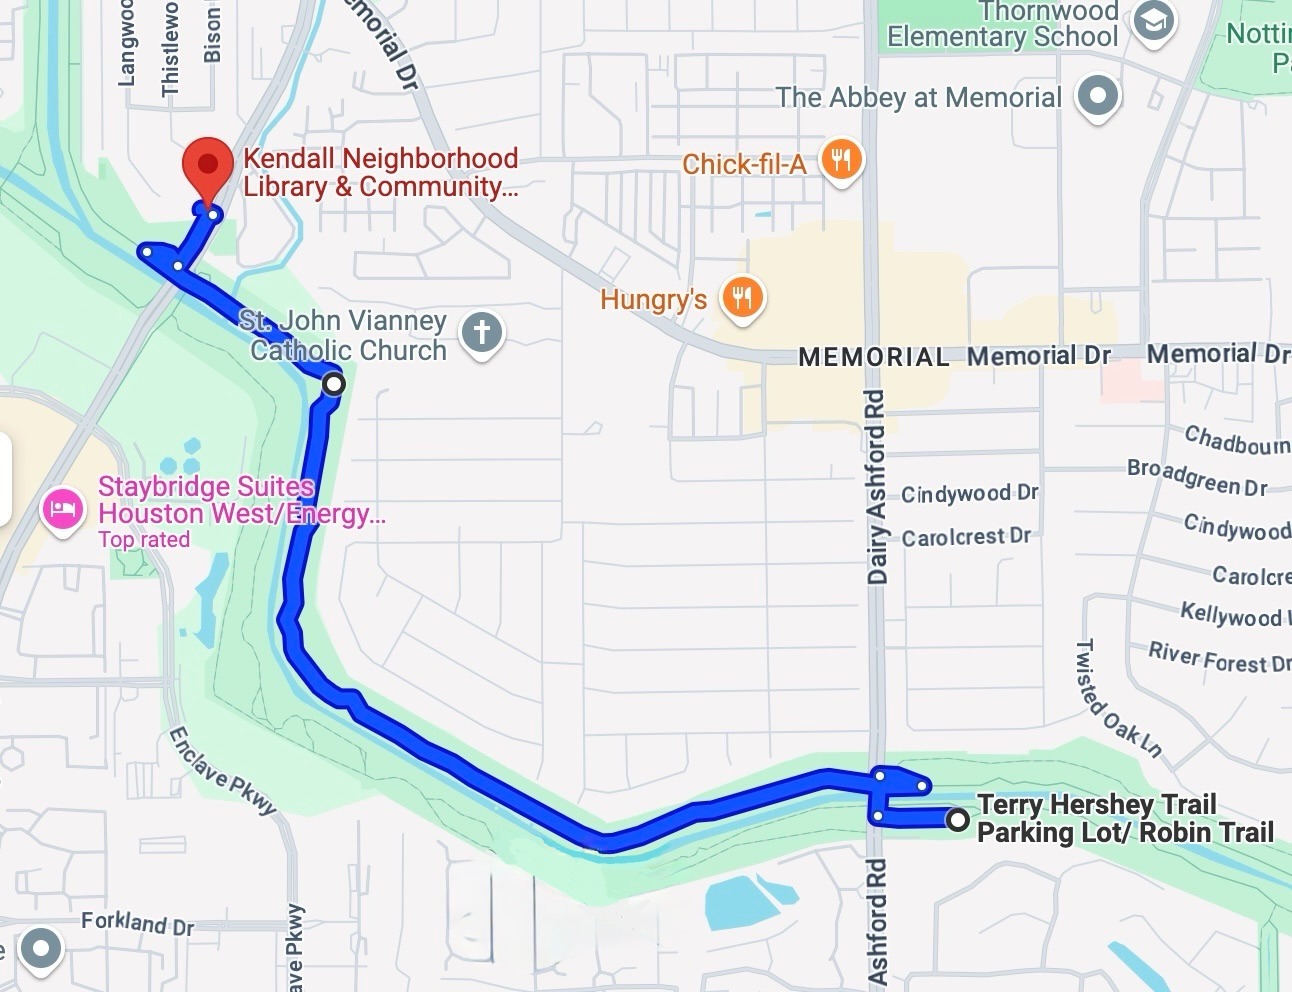 Langwoo
Thistlewo
Bison
emorial Dr
Thornwood
Elementary School
Notti
Pa
The Abbey at Memorial
Kendall Neighborhood
Library & Community...
Chick-fil-A
Hungry's
St. John Vianney
Catholic Church
MEMORIAL
Memorial Dr
Memorial Dr
Dairy Ashford Rd
Chadbourn
Broadgreen Dr
Cindywood Dr
Cindywood
Carolcrest Dr
Carolcre
Kellywood L
River Forest Dr
Twisted Oak Ln
Staybridge Suites
Houston West/Energy...
Top rated
Enclave Pkwy
Terry Hershey Trail
Parking Lot/ Robin Trail
Ashford Rd
Forkland Dr
ave Pkwy
e